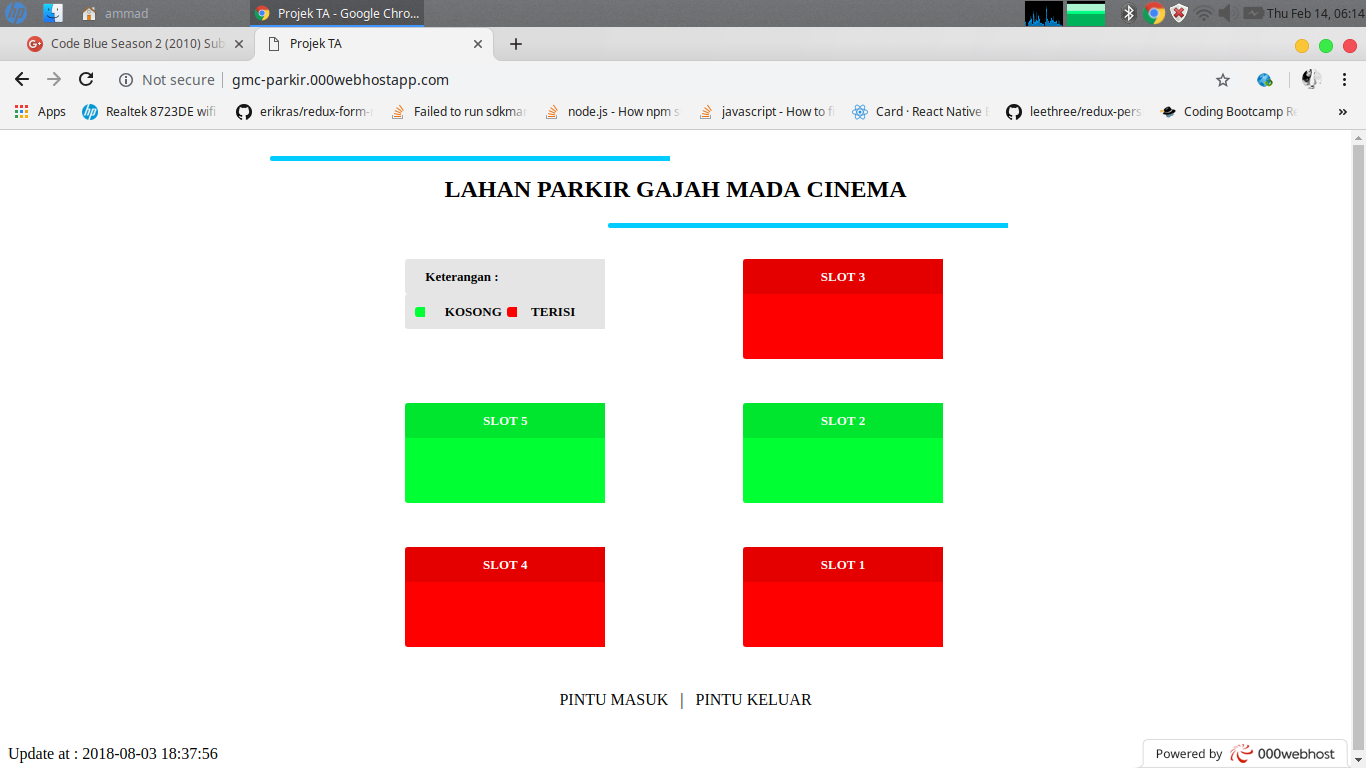 ammad
Projek TA - Google Chro...
Thu Feb 14, 06:14
Code Blue Season 2 (2010) Sub
Projek TA
Not secure
gmc-parkir.000webhostapp.com
Apps
Realtek 8723DE wifi
erikras/redux-form-
Failed to run sdkmar
node.js - How npm s
javascript - How to fi
Card · React Native E
leethree/redux-pers
Coding Bootcamp Re
»
LAHAN PARKIR GAJAH MADA CINEMA
Keterangan :
KOSONG TERISI
SLOT 3
SLOT 5
SLOT 2
SLOT 4
SLOT 1
PINTU MASUK | PINTU KELUAR
Update at : 2018-08-03 18:37:56
Powered by 000webhost